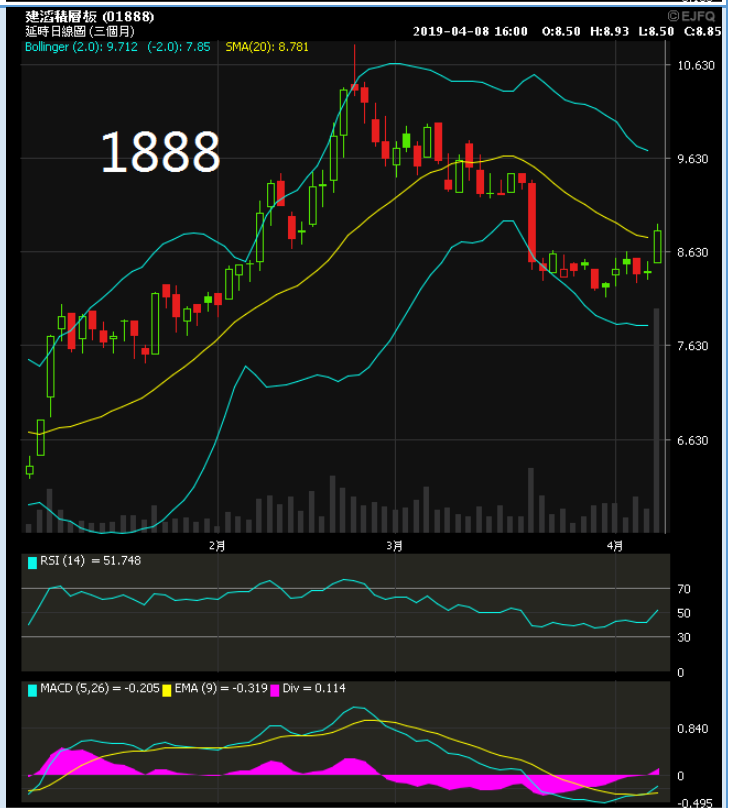 建滔積層板 (01888)
©EJFQ
延時日線圖 (三個月)
2019-04-08 16:00 O:8.50 H:8.93 L:8.50 C:8.85
Bollinger (2.0): 9.712 (-2.0): 7.85 SMA(20): 8.781
10.630
1888
9.630
8.630
7.630
6.630
2月 3月 4月
RSI (14) = 51.748
70
50
30
0
MACD (5,26) = -0.205 EMA (9) = -0.319 Div = 0.114
0.840
0
-0.495